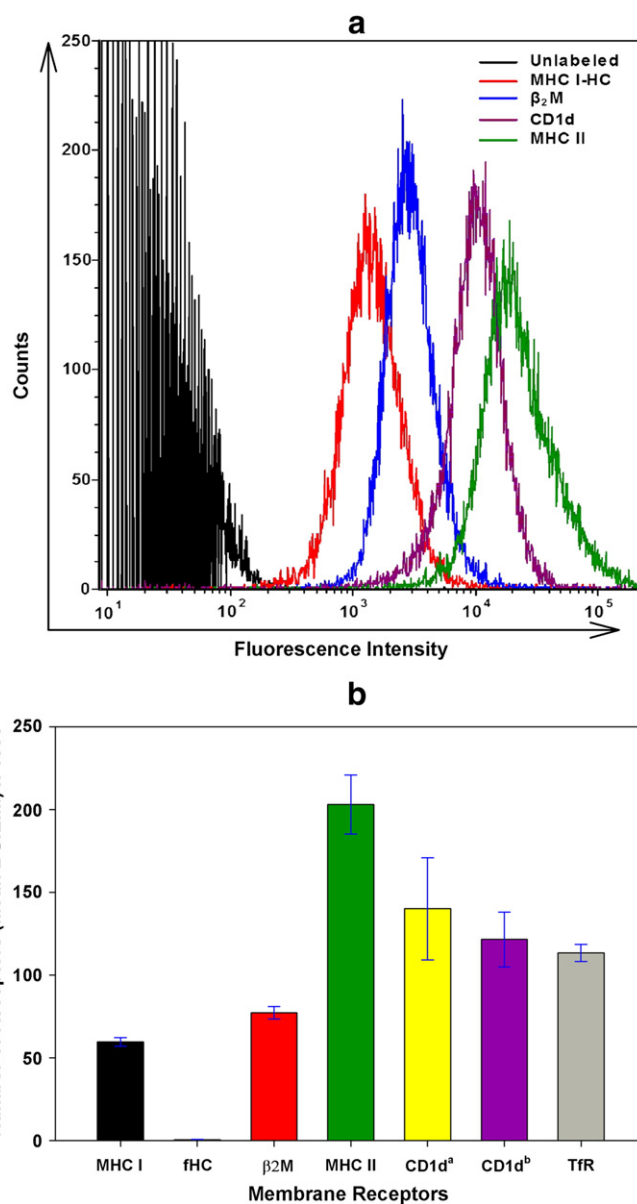 a
250
200
150
100
50
0
Counts
Unlabeled
MHC I-HC
β₂M
CD1d
MHC II
10¹ 10² 10³ 10⁴ 10⁵
Fluorescence Intensity
b
250
200
150
100
50
0
MHC I fHC β2M MHC II CD1dᵃ CD1dᵇ TfR
Membrane Receptors